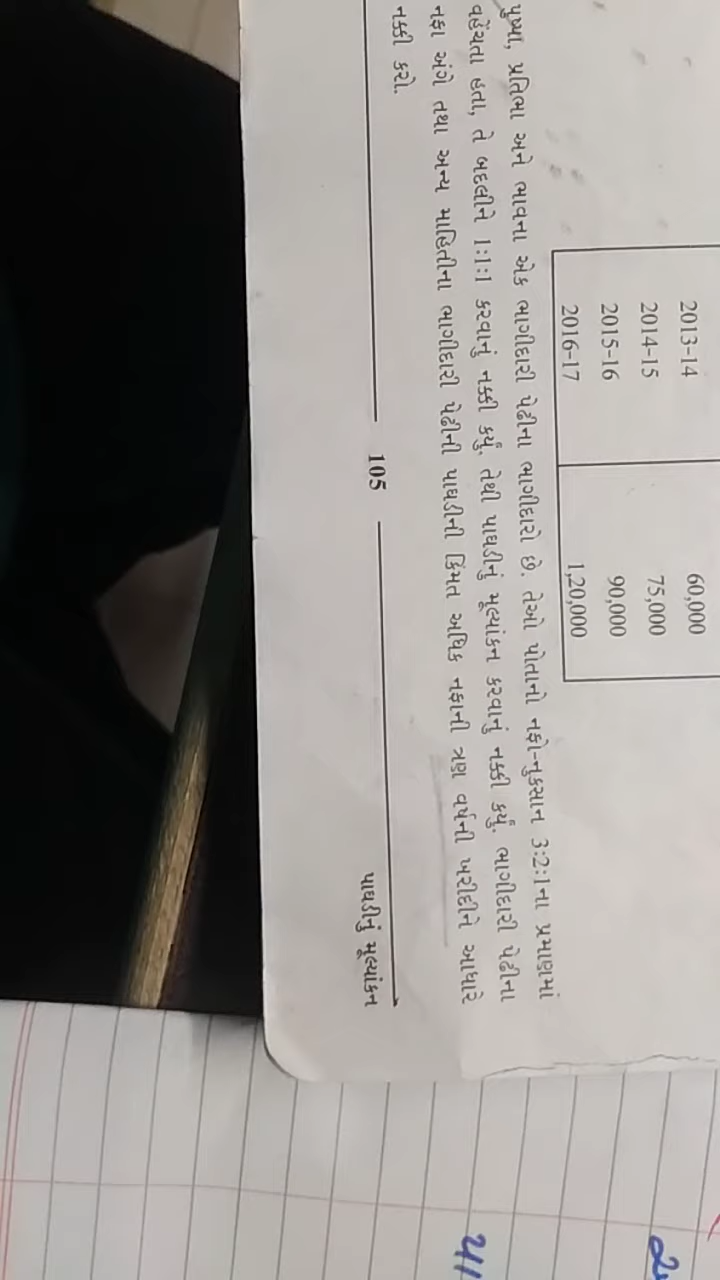 2013-14 60,000
2014-15 75,000
2015-16 90,000
2016-17 1,20,000
પુષ્પા, પ્રતિભા અને ભાવના એક ભાગીદારી પેઢીના ભાગીદારો છે. તેઓ પોતાનો નફો-નુકસાન 3:2:1ના પ્રમાણમાં
વહેંચતા હતા, તે બદલીને 1:1:1 કરવાનું નક્કી કર્યું. તેથી પાઘડીનું મૂલ્યાંકન કરવાનું નક્કી કર્યું. ભાગીદારી પેઢીના
નફા અંગે તથા અન્ય માહિતીના ભાગીદારી પેઢીની પાઘડીની કિંમત અધિક નફાની ત્રણ વર્ષની ખરીદીને આધારે
નક્કી કરો.
105
પાઘડીનું મૂલ્યાંકન